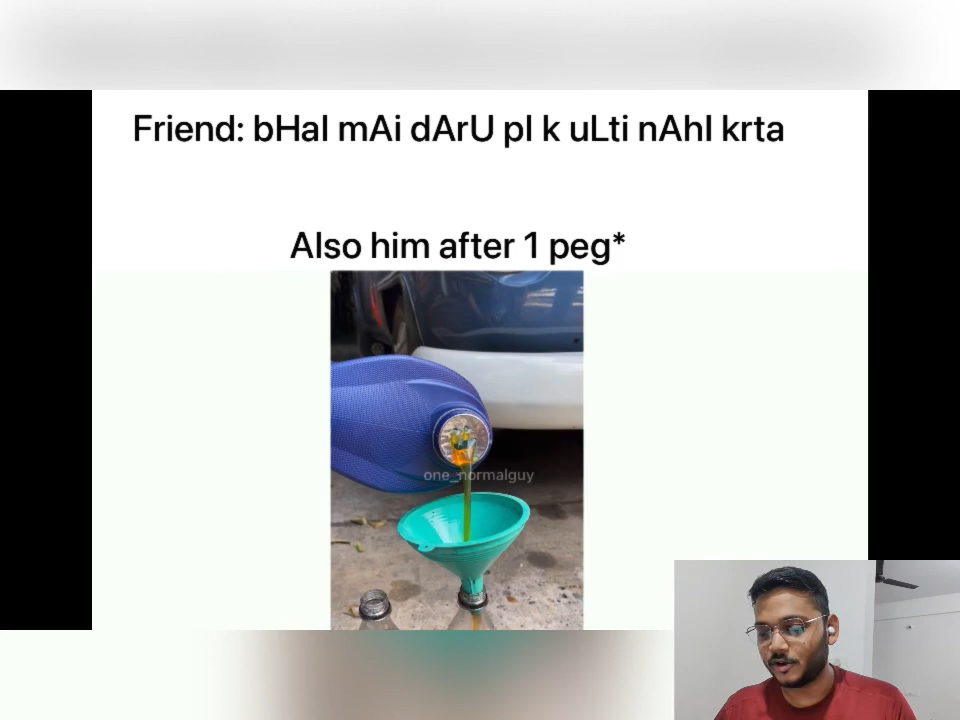 Friend: bHaI mAi dArU pI k uLti nAhI krta
Also him after 1 peg*
one_normalguy